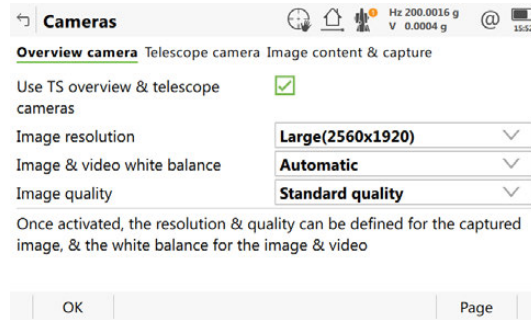 Cameras
Hz 200.0016 g
V 0.0004 g
@
15:52
Overview camera Telescope camera Image content & capture
Use TS overview & telescope
cameras
Image resolution Large(2560x1920)
Image & video white balance Automatic
Image quality Standard quality
Once activated, the resolution & quality can be defined for the captured
image, & the white balance for the image & video
OK Page